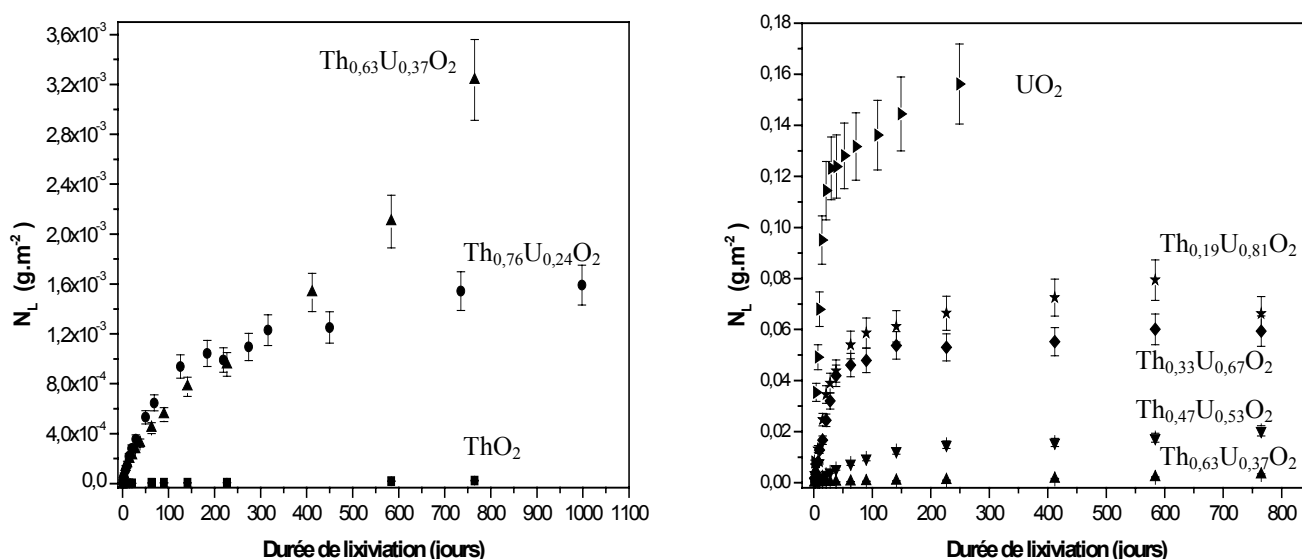 3,6x10⁻³
3,2x10⁻³
2,8x10⁻³
2,4x10⁻³
2,0x10⁻³
1,6x10⁻³
1,2x10⁻³
8,0x10⁻⁴
4,0x10⁻⁴
0,0
N_L (g.m⁻²)
Th₀,₆₃U₀,₃₇O₂
Th₀,₇₆U₀,₂₄O₂
ThO₂
0 100 200 300 400 500 600 700 800 900 1000 1100
Durée de lixiviation (jours)
0,18
0,16
0,14
0,12
0,10
0,08
0,06
0,04
0,02
0,00
N_L (g.m⁻²)
UO₂
Th₀,₁₉U₀,₈₁O₂
Th₀,₃₃U₀,₆₇O₂
Th₀,₄₇U₀,₅₃O₂
Th₀,₆₃U₀,₃₇O₂
0 100 200 300 400 500 600 700 800
Durée de lixiviation (jours)